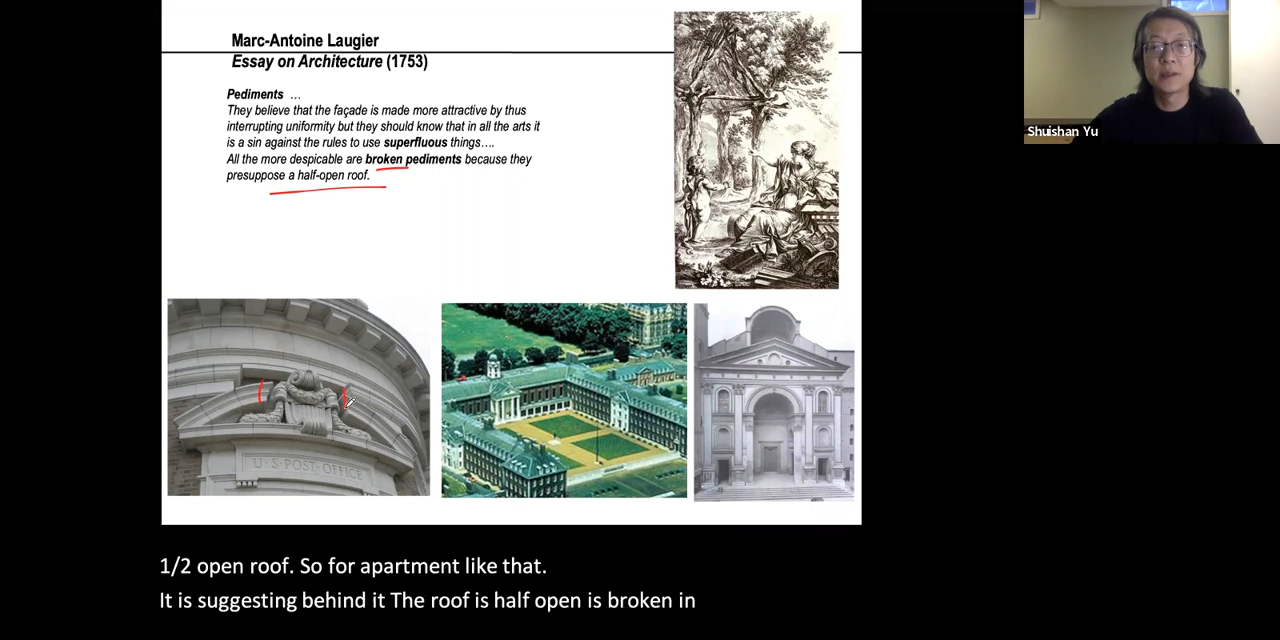 Marc-Antoine Laugier
Essay on Architecture (1753)
Pediments …
They believe that the façade is made more attractive by thus
interrupting uniformity but they should know that in all the arts it
is a sin against the rules to use superfluous things….
All the more despicable are broken pediments because they
presuppose a half-open roof.
Shuishan Yu
U·S·POST·OFFICE
1/2 open roof. So for apartment like that.
It is suggesting behind it The roof is half open is broken in